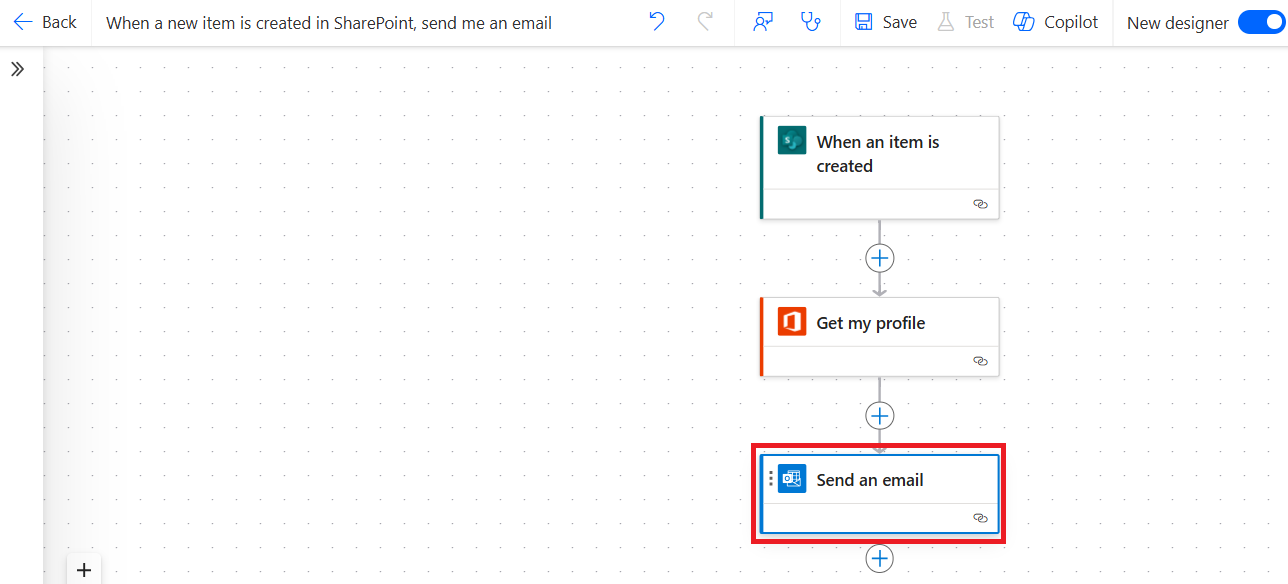 Back
When a new item is created in SharePoint, send me an email
Save
Test
Copilot
New designer
When an item is
created
Get my profile
Send an email